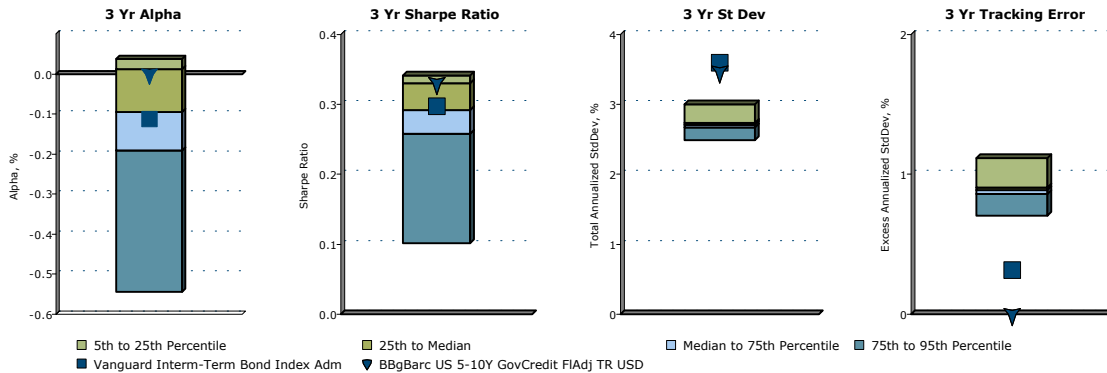 3 Yr Alpha
3 Yr Sharpe Ratio
3 Yr St Dev
3 Yr Tracking Error
Alpha, %
0.0
-0.1
-0.2
-0.3
-0.4
-0.5
-0.6
Sharpe Ratio
0.4
0.3
0.2
0.1
0.0
Total Annualized StdDev, %
4
3
2
1
0
Excess Annualized StdDev, %
2
1
0
5th to 25th Percentile
25th to Median
Median to 75th Percentile
75th to 95th Percentile
Vanguard Interm-Term Bond Index Adm
BBgBarc US 5-10Y GovCredit FlAdj TR USD